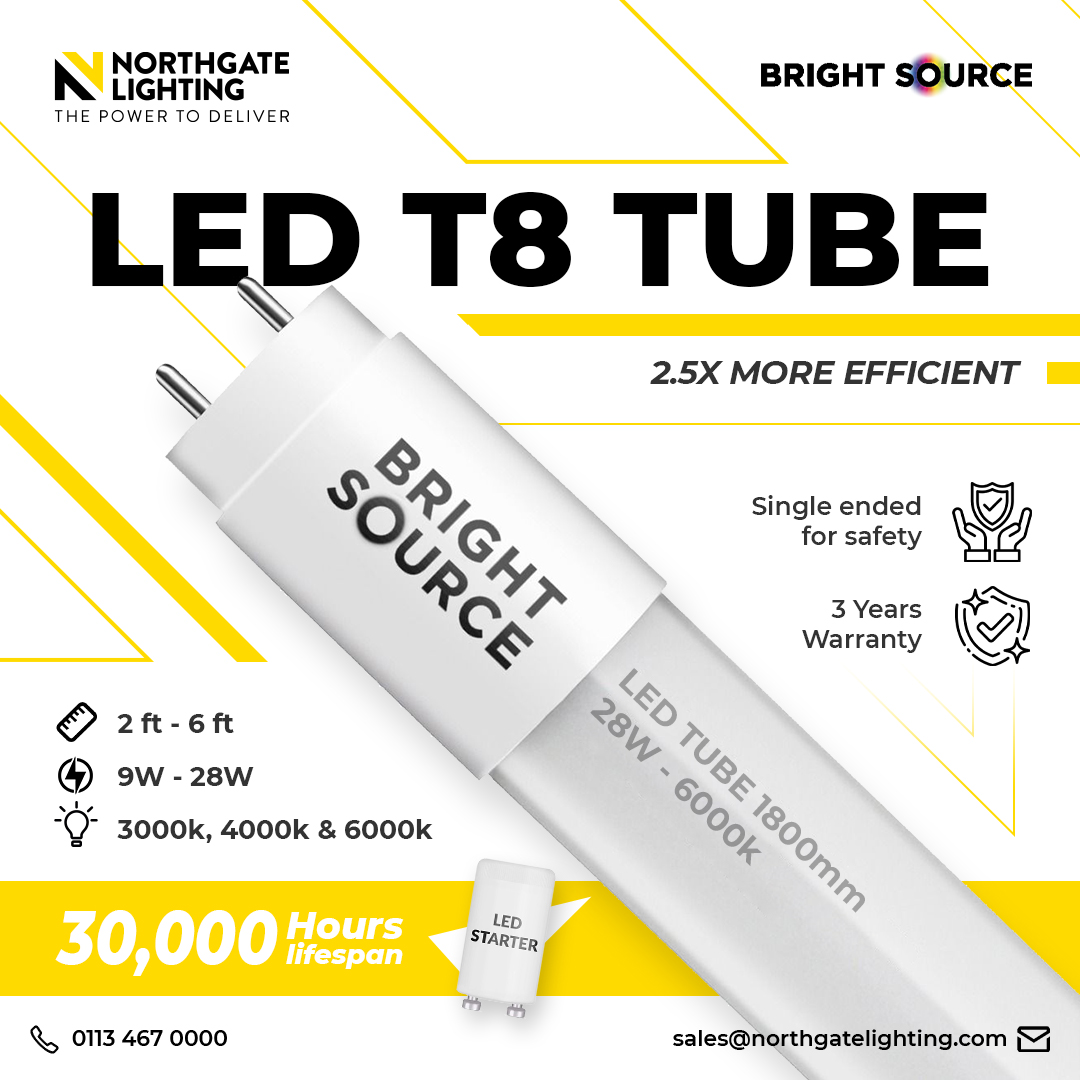 NORTHGATE
LIGHTING
THE POWER TO DELIVER
BRIGHT SOURCE
LED T8 TUBE
2.5X MORE EFFICIENT
BRIGHT
SOURCE
Single ended
for safety
3 Years
Warranty
LED TUBE 1800mm
28W - 6000k
2 ft - 6 ft
9W - 28W
3000k, 4000k & 6000k
30,000 Hours
lifespan
LED
STARTER
0113 467 0000
sales@northgatelighting.com